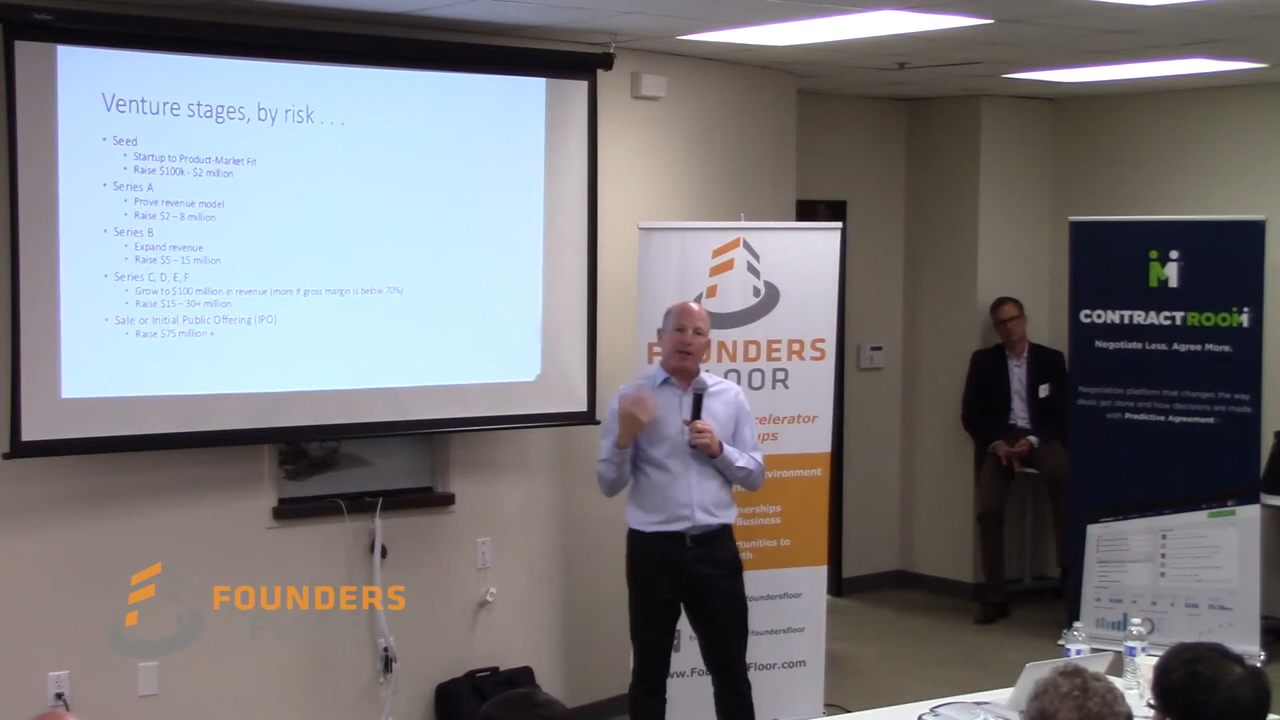 Venture stages, by risk . . .
• Seed
• Startup to Product-Market Fit
• Raise $100k - $2 million
• Series A
• Prove revenue model
• Raise $2 – 8 million
• Series B
• Expand revenue
• Raise $5 – 15 million
• Series C, D, E, F
• Grow to $100 million in revenue (more if gross margin is below 70%)
• Raise $15 – 30+ million
• Sale or Initial Public Offering (IPO)
• Raise $75 million +
FOUNDERS
CONTRACTROOM
Negotiate Less. Agree More.
Negotiation platform that changes the way
deals get done and how decisions are made
with Predictive Agreement
FOUNDERS